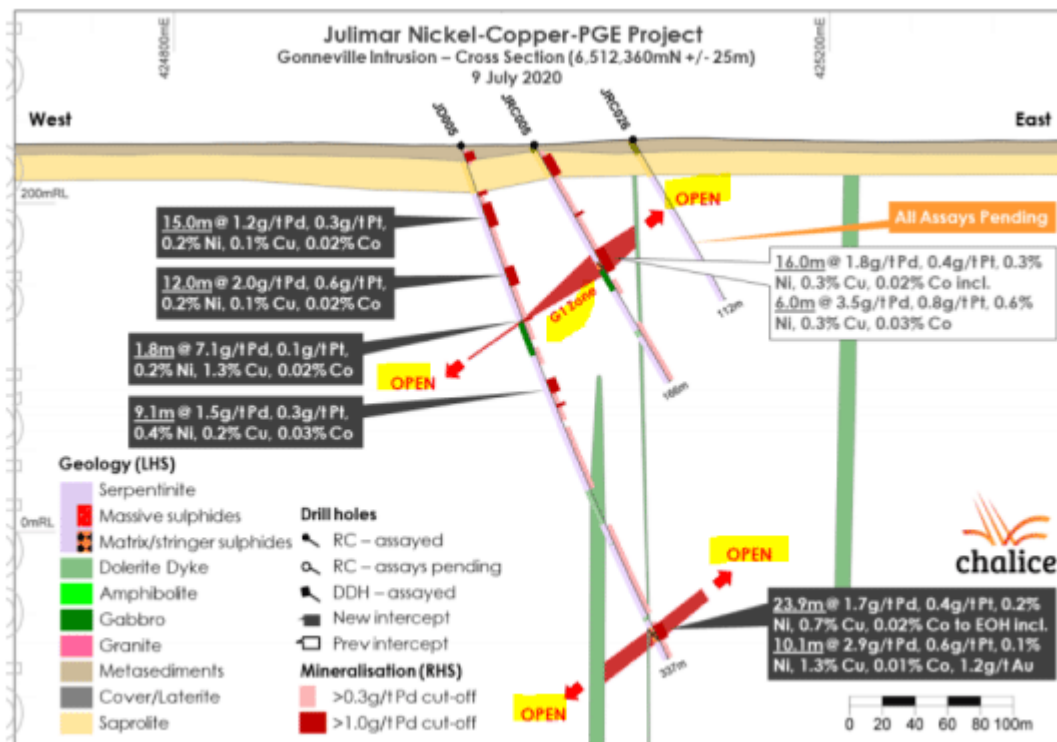 Julimar Nickel-Copper-PGE Project
Gonneville Intrusion – Cross Section (6,512,360mN +/- 25m)
9 July 2020
424800mE
425200mE
West
East
JD005
JRC005
JRC026
200mRL
0mRL
OPEN
All Assays Pending
15.0m @ 1.2g/t Pd, 0.3g/t Pt,
0.2% Ni, 0.1% Cu, 0.02% Co
12.0m @ 2.0g/t Pd, 0.6g/t Pt,
0.2% Ni, 0.1% Cu, 0.02% Co
1.8m @ 7.1g/t Pd, 0.1g/t Pt,
0.2% Ni, 1.3% Cu, 0.02% Co
9.1m @ 1.5g/t Pd, 0.3g/t Pt,
0.4% Ni, 0.2% Cu, 0.03% Co
16.0m @ 1.8g/t Pd, 0.4g/t Pt, 0.3%
Ni, 0.3% Cu, 0.02% Co incl.
6.0m @ 3.5g/t Pd, 0.8g/t Pt, 0.6%
Ni, 0.3% Cu, 0.03% Co
G1 Zone
112m
OPEN
166m
Geology (LHS)
Serpentinite
Massive sulphides
Matrix/stringer sulphides
Dolerite Dyke
Amphibolite
Gabbro
Granite
Metasediments
Cover/Laterite
Saprolite
Drill holes
RC – assayed
RC – assays pending
DDH – assayed
New intercept
Prev intercept
Mineralisation (RHS)
>0.3g/t Pd cut-off
>1.0g/t Pd cut-off
OPEN
OPEN
337m
chalice
23.9m @ 1.7g/t Pd, 0.4g/t Pt, 0.2%
Ni, 0.7% Cu, 0.02% Co to EOH incl.
10.1m @ 2.9g/t Pd, 0.6g/t Pt, 0.1%
Ni, 1.3% Cu, 0.01% Co, 1.2g/t Au
0 20 40 60 80 100m